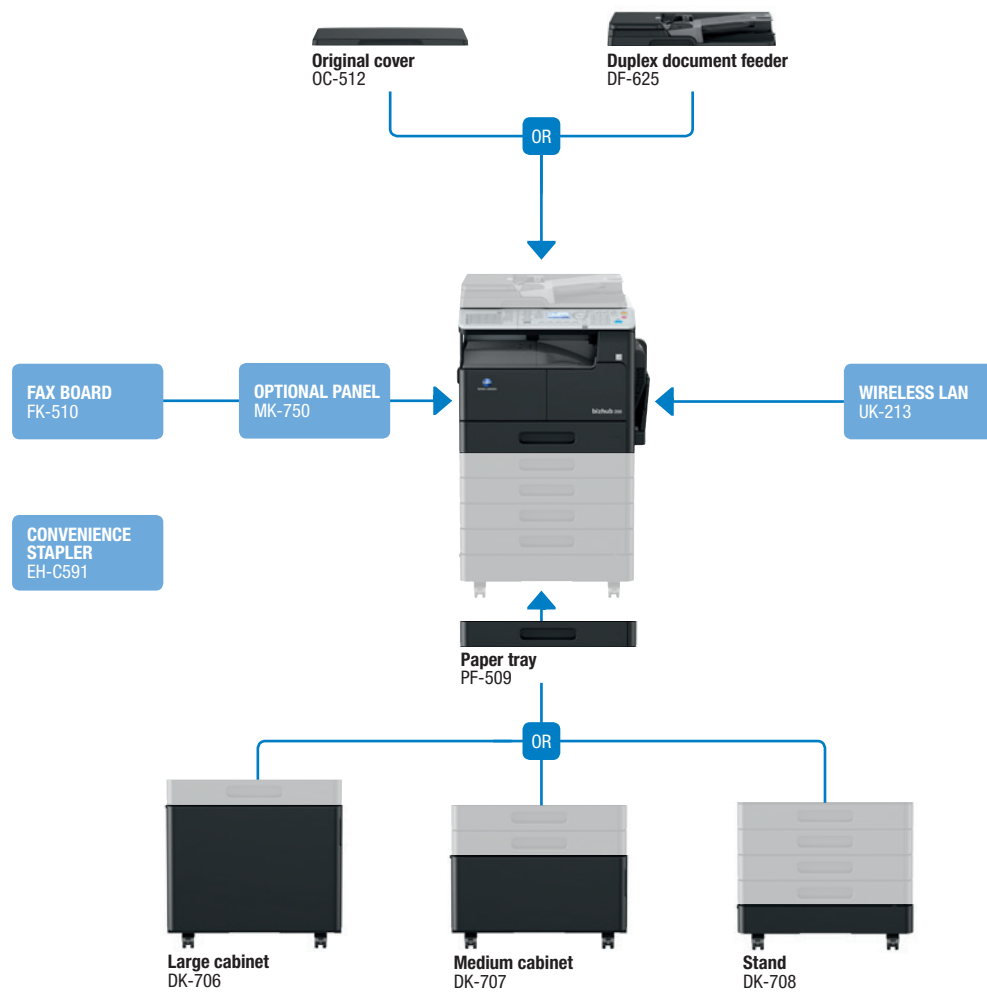 Original cover
OC-512
Duplex document feeder
DF-625
OR
FAX BOARD
FK-510
OPTIONAL PANEL
MK-750
WIRELESS LAN
UK-213
bizhub
CONVENIENCE
STAPLER
EH-C591
Paper tray
PF-509
OR
Large cabinet
DK-706
Medium cabinet
DK-707
Stand
DK-708